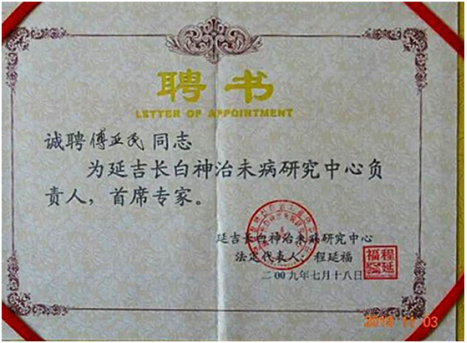 聘书
LETTER OF APPOINTMENT
诚聘傅亚民同志
为延吉长白神治未病研究中心负
责人，首席专家。
延吉长白神治未病研究中心
法定代表人：程延福
二00九年七月十八日
程延福